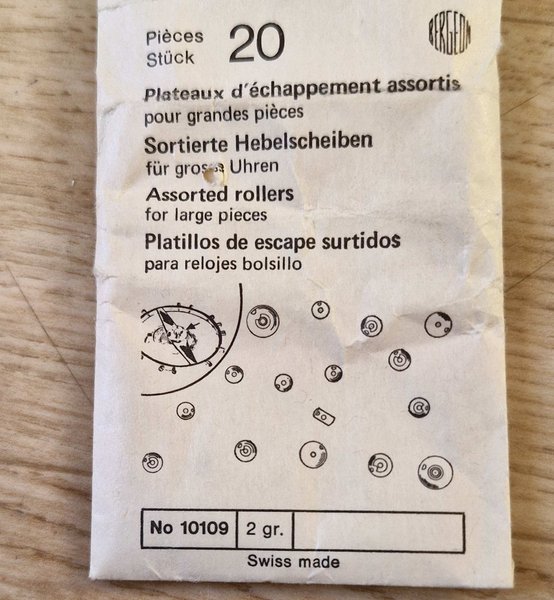 Pièces
Stück
20
BERGEON
Plateaux d'échappement assortis
pour grandes pièces
Sortierte Hebelscheiben
für grosse Uhren
Assorted rollers
for large pieces
Platillos de escape surtidos
para relojes bolsillo
No 10109
2 gr.
Swiss made